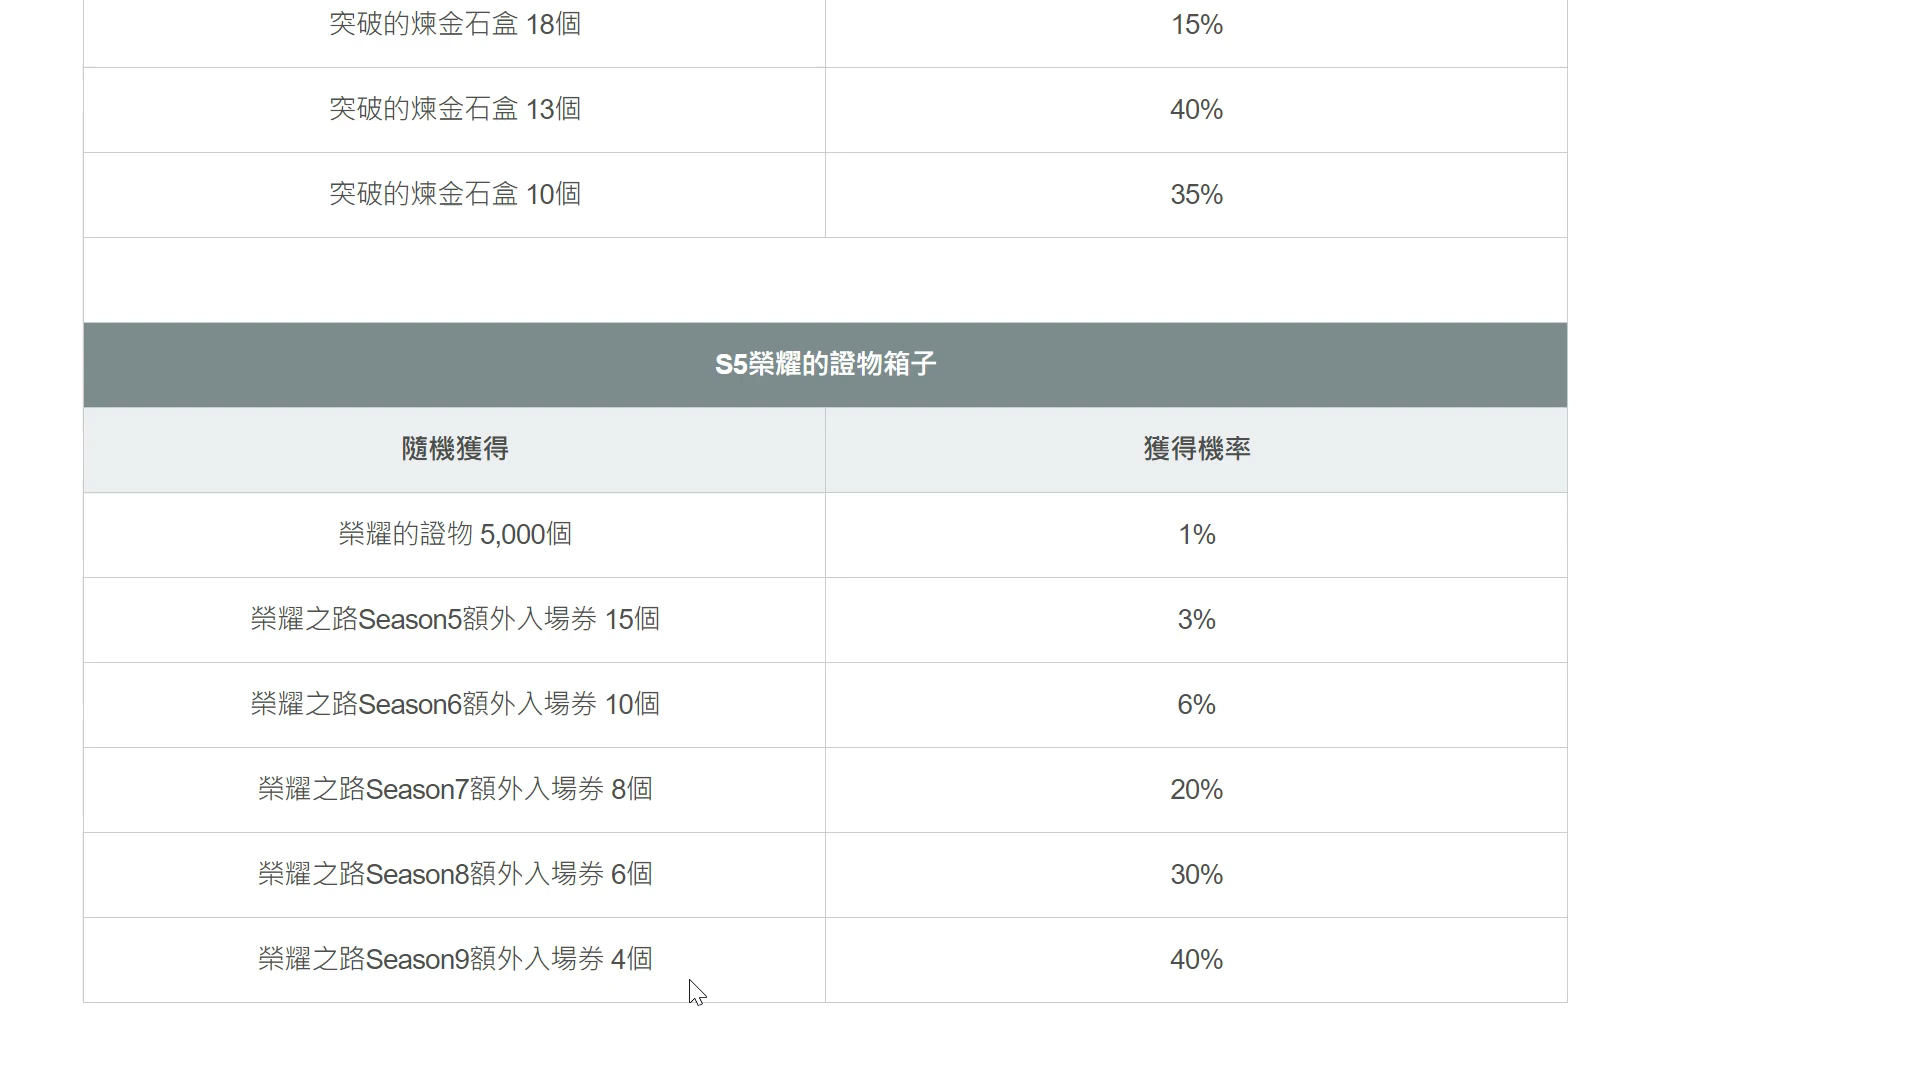 突破的煉金石盒 18個 15%
突破的煉金石盒 13個 40%
突破的煉金石盒 10個 35%
S5榮耀的證物箱子
隨機獲得 獲得機率
榮耀的證物 5,000個 1%
榮耀之路Season5額外入場券 15個 3%
榮耀之路Season6額外入場券 10個 6%
榮耀之路Season7額外入場券 8個 20%
榮耀之路Season8額外入場券 6個 30%
榮耀之路Season9額外入場券 4個 40%